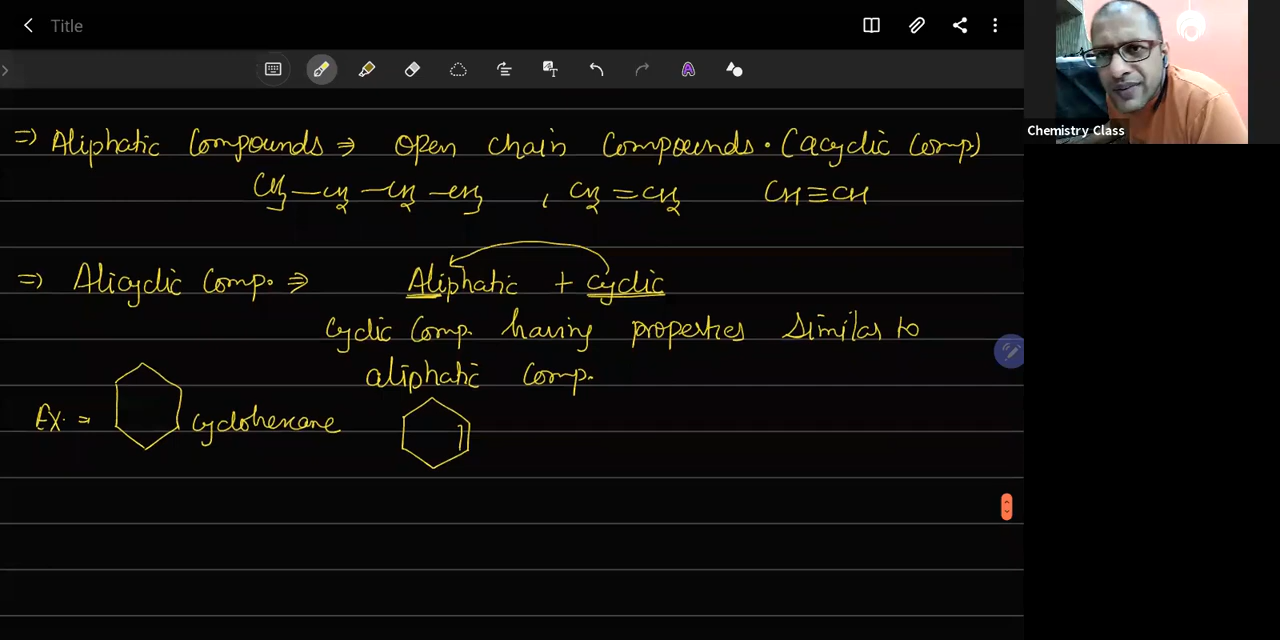 Title
Chemistry Class
⇒ Aliphatic Compounds ⇒ Open chain Compounds. (acyclic Comp)
CH3—CH2—CH2—CH3 , CH2=CH2 CH≡CH
⇒ Alicyclic Comp. ⇒ Aliphatic + cyclic
Cyclic Comp. having properties similar to
aliphatic Comp.
Ex. = cyclohexane